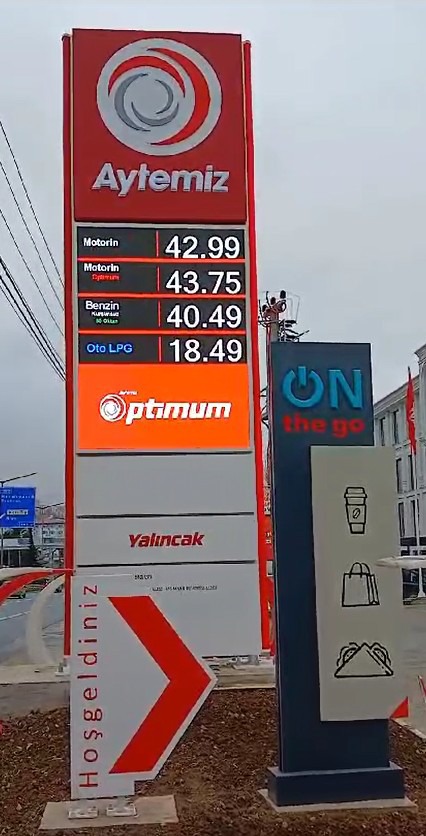 Aytemiz
Motorin 42.99
Motorin 43.75
Optimum
Benzin 40.49
Kurşunsuz
95 Oktan
Oto LPG 18.49
Aytemiz
Optimum
Yalıncak
Hoşgeldiniz
ON
the go